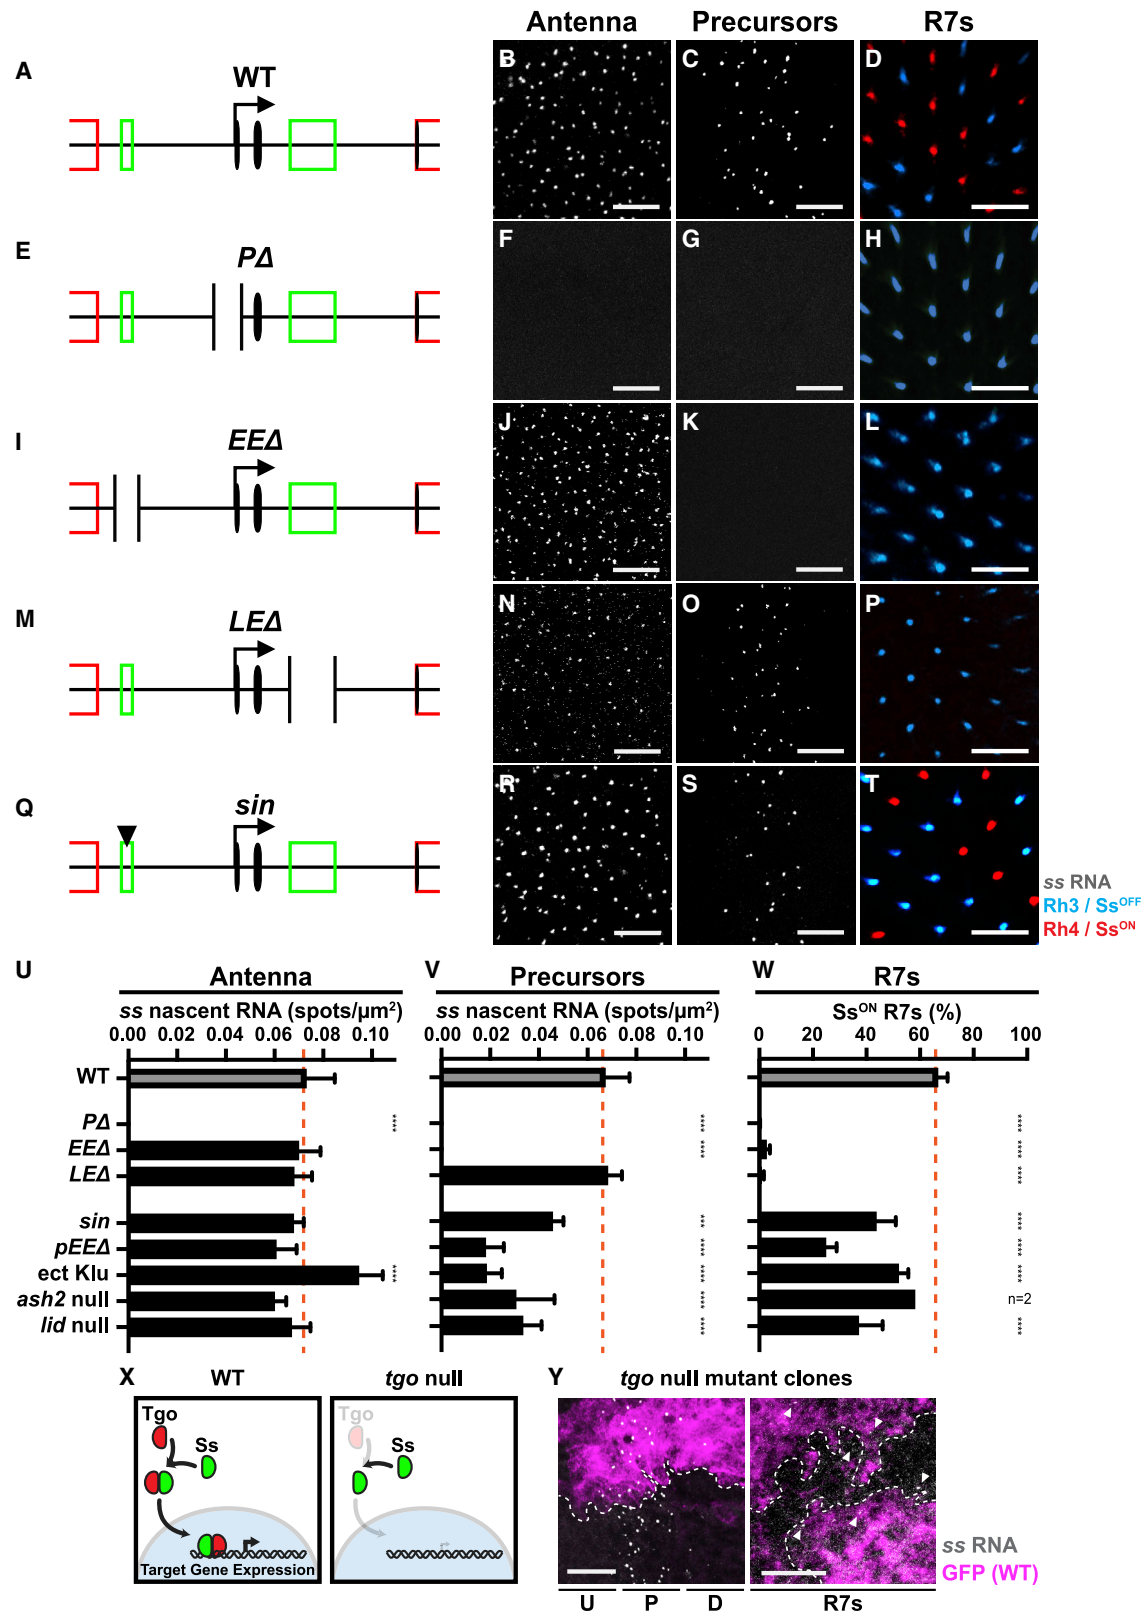 Antenna Precursors R7s
A WT B C D
E PΔ F G H
I EEΔ J K L
M LEΔ N O P
Q sin R S T
ss RNA
Rh3 / Ss^OFF
Rh4 / Ss^ON
U Antenna V Precursors W R7s
ss nascent RNA (spots/µm²) ss nascent RNA (spots/µm²) Ss^ON R7s (%)
0.00 0.02 0.04 0.06 0.08 0.10 0.00 0.02 0.04 0.06 0.08 0.10 0 20 40 60 80 100
WT
PΔ **** **** ****
EEΔ **** ****
LEΔ ****
sin *** ****
pEEΔ **** ****
ect Klu **** **** ****
ash2 null **** n=2
lid null **** ****
X WT tgo null Y tgo null mutant clones
Tgo Tgo
Ss Ss
Target Gene Expression
ss RNA
GFP (WT)
U P D R7s